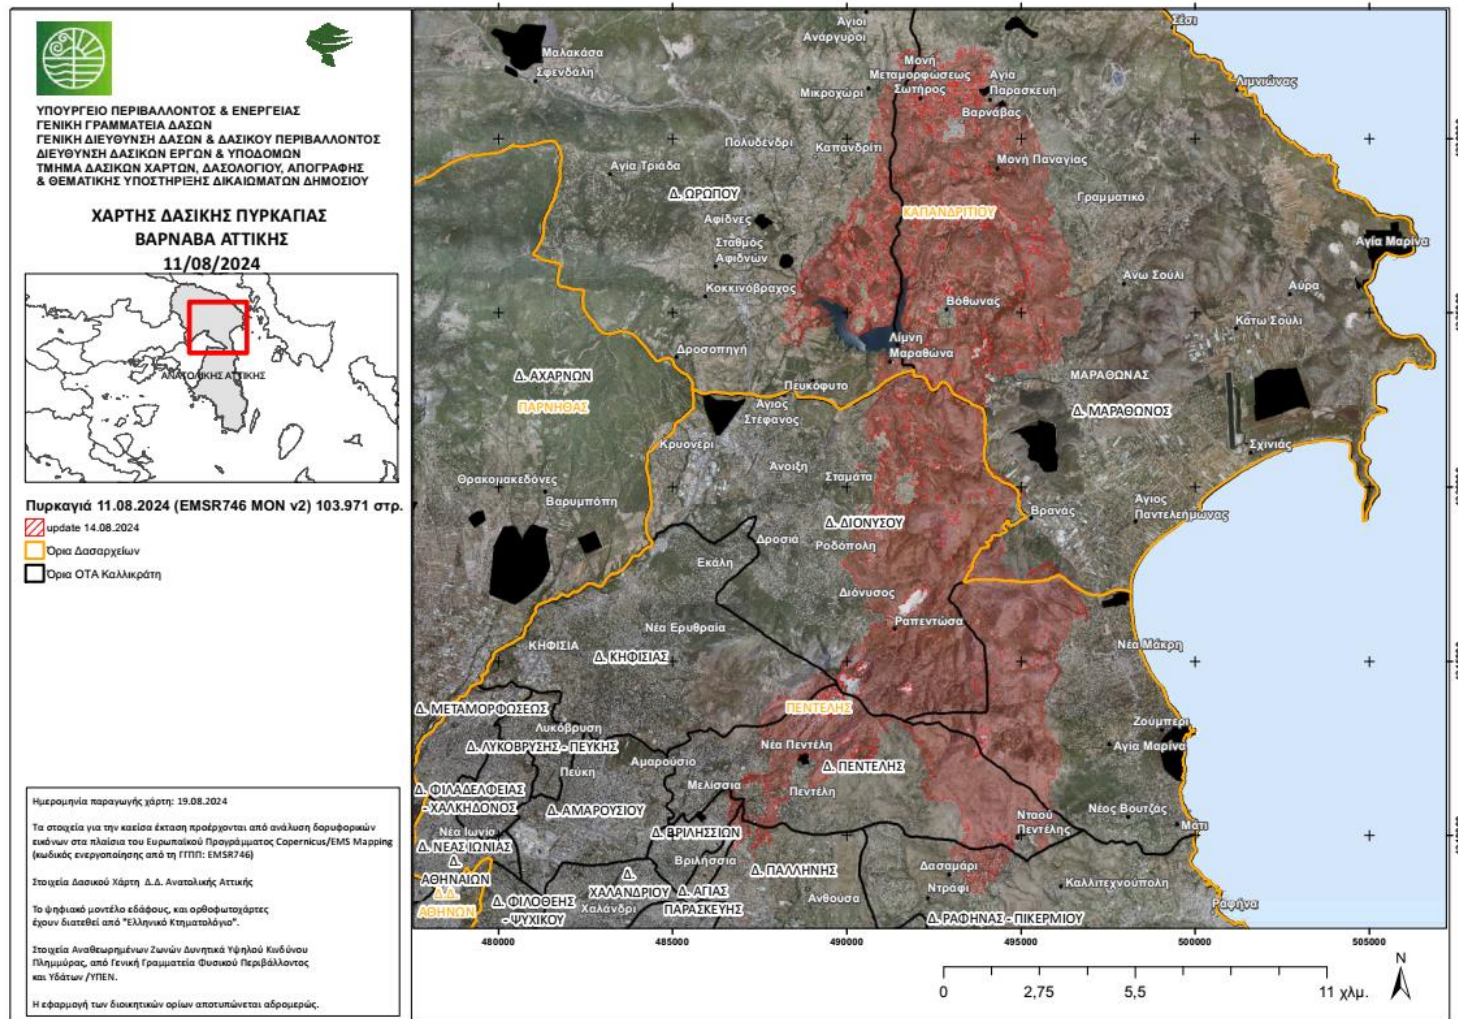 ΥΠΟΥΡΓΕΙΟ ΠΕΡΙΒΑΛΛΟΝΤΟΣ & ΕΝΕΡΓΕΙΑΣ
ΓΕΝΙΚΗ ΓΡΑΜΜΑΤΕΙΑ ΔΑΣΩΝ
ΓΕΝΙΚΗ ΔΙΕΥΘΥΝΣΗ ΔΑΣΩΝ & ΔΑΣΙΚΟΥ ΠΕΡΙΒΑΛΛΟΝΤΟΣ
ΔΙΕΥΘΥΝΣΗ ΔΑΣΙΚΩΝ ΕΡΓΩΝ & ΥΠΟΔΟΜΩΝ
ΤΜΗΜΑ ΔΑΣΙΚΩΝ ΧΑΡΤΩΝ, ΔΑΣΟΛΟΓΙΟΥ, ΑΠΟΓΡΑΦΗΣ
& ΘΕΜΑΤΙΚΗΣ ΥΠΟΣΤΗΡΙΞΗΣ ΔΙΚΑΙΩΜΑΤΩΝ ΔΗΜΟΣΙΟΥ
ΧΑΡΤΗΣ ΔΑΣΙΚΗΣ ΠΥΡΚΑΓΙΑΣ
ΒΑΡΝΑΒΑ ΑΤΤΙΚΗΣ
11/08/2024
ΑΝΑΤΟΛΙΚΗΣ ΑΤΤΙΚΗΣ
Πυρκαγιά 11.08.2024 (EMSR746 MON v2) 103.971 στρ.
update 14.08.2024
Όρια Δασαρχείων
Όρια ΟΤΑ Καλλικράτη
Ημερομηνία παραγωγής χάρτη: 19.08.2024
Τα στοιχεία για την καείσα έκταση προέρχονται από ανάλυση δορυφορικών
εικόνων στα πλαίσια του Ευρωπαϊκού Προγράμματος Copernicus/EMS Mapping
(κωδικός ενεργοποίησης από τη ΓΓΠΠ: EMSR746)
Στοιχεία Δασικού Χάρτη Δ.Δ. Ανατολικής Αττικής
Το ψηφιακό μοντέλο εδάφους, και ορθοφωτοχάρτες
έχουν διατεθεί από "Ελληνικό Κτηματολόγιο".
Στοιχεία Αναθεωρημένων Ζωνών Δυνητικά Υψηλού Κινδύνου
Πλημμύρας, από Γενική Γραμματεία Φυσικού Περιβάλλοντος
και Υδάτων /ΥΠΕΝ.
Η εφαρμογή των διοικητικών ορίων αποτυπώνεται αδρομερώς.
Άγιοι
Ανάργυροι
Σέσι
Μαλακάσα
Σφενδάλη
Μονή
Μεταμορφώσεως
Σωτήρος
Αγία
Παρασκευή
Λιμνιώνας
Μικροχώρι
Βαρνάβας
Πολυδένδρι
Καπανδρίτι
Αγία Τριάδα
Μονή Παναγίας
Δ. ΩΡΩΠΟΥ
Γραμματικό
ΚΑΠΑΝΔΡΙΤΙΟΥ
Αφίδνες
Σταθμός
Αφιδνών
Αγία Μαρίνα
Κοκκινόβραχος
Άνω Σούλι
Αύρα
Βόθωνας
Κάτω Σούλι
Λίμνη
Μαραθώνα
Δροσοπηγή
Δ. ΑΧΑΡΝΩΝ
Πευκόφυτο
ΜΑΡΑΘΩΝΑΣ
ΠΑΡΝΗΘΑΣ
Άγιος
Στέφανος
Δ. ΜΑΡΑΘΩΝΟΣ
Κρυονέρι
Σχινιάς
Άνοιξη
Σταμάτα
Θρακομακεδόνες
Βαρυμπόπη
Άγιος
Παντελεήμωνας
Βρανάς
Δ. ΔΙΟΝΥΣΟΥ
Δροσιά
Ροδόπολη
Εκάλη
Διόνυσος
Ραπεντώσα
Νέα Ερυθραία
ΚΗΦΙΣΙΑ
Δ. ΚΗΦΙΣΙΑΣ
Νέα Μάκρη
Δ. ΜΕΤΑΜΟΡΦΩΣΕΩΣ
ΠΕΝΤΕΛΗΣ
Λυκόβρυση
Ζούμπερι
Δ. ΛΥΚΟΒΡΥΣΗΣ - ΠΕΥΚΗΣ
Νέα Πεντέλη
Αγία Μαρίνα
Πεύκη
Αμαρούσιο
Δ. ΠΕΝΤΕΛΗΣ
Δ. ΦΙΛΑΔΕΛΦΕΙΑΣ
- ΧΑΛΚΗΔΟΝΟΣ
Μελίσσια
Πεντέλη
Δ. ΑΜΑΡΟΥΣΙΟΥ
Νταού
Πεντέλης
Νέος Βουτζάς
Μάτι
Νέα Ιωνία
Δ. ΒΡΙΛΗΣΣΙΩΝ
Δ. ΝΕΑΣ ΙΩΝΙΑΣ
Βριλήσσια
Δ. ΠΑΛΛΗΝΗΣ
Δασαμάρι
Δ.
ΑΘΗΝΑΙΩΝ
Δ.
ΧΑΛΑΝΔΡΙΟΥ
Δ. ΑΓΙΑΣ
ΠΑΡΑΣΚΕΥΗΣ
Ντράφι
Καλλιτεχνούπολη
Δ.Δ.
ΑΘΗΝΩΝ
Δ. ΦΙΛΟΘΕΗΣ
- ΨΥΧΙΚΟΥ
Χαλάνδρι
Ανθουσα
Ραφήνα
Δ. ΡΑΦΗΝΑΣ - ΠΙΚΕΡΜΙΟΥ
480000 485000 490000 495000 500000 505000
N
0 2,75 5,5 11 χλμ.